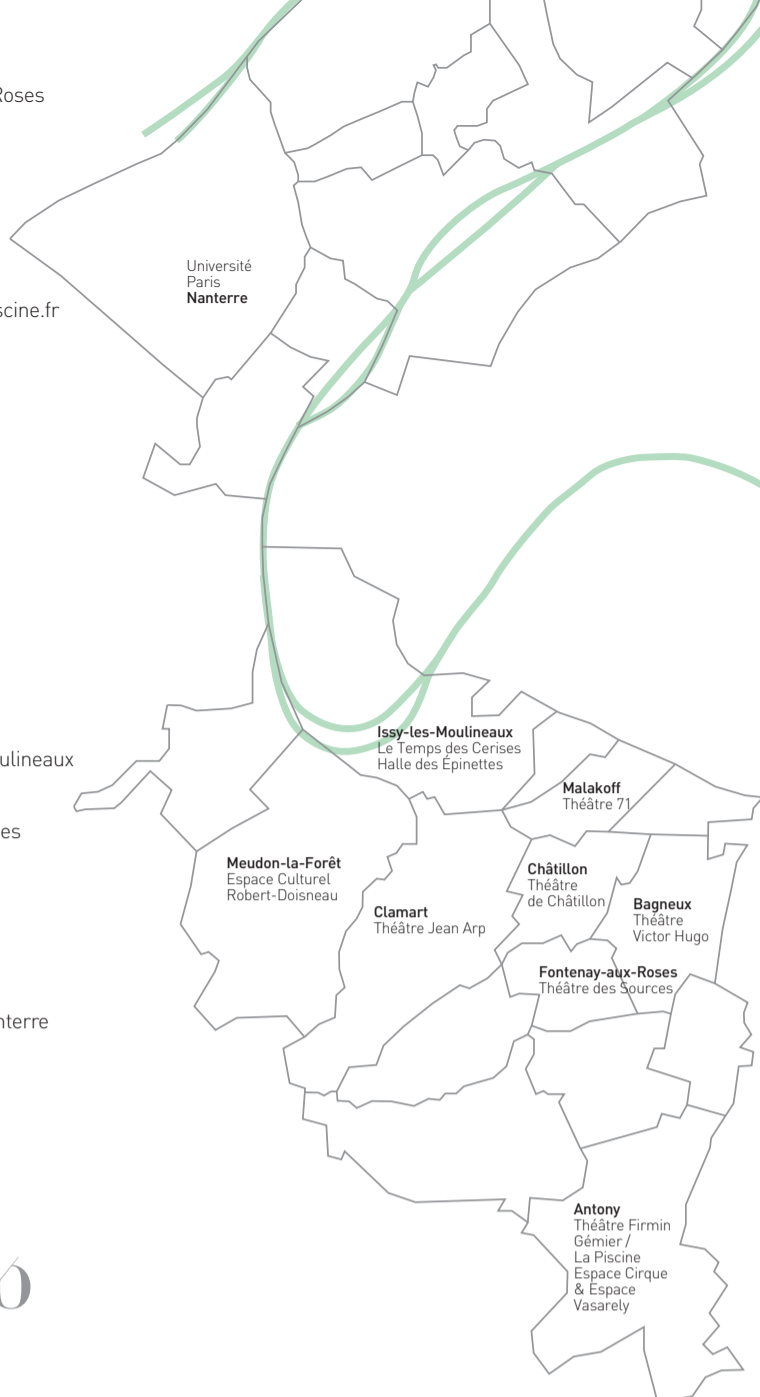 Roses
Université
Paris
Nanterre
scine.fr
Issy-les-Moulineaux
Le Temps des Cerises
Halle des Épinettes
ulineaux
Malakoff
Théâtre 71
es
Meudon-la-Forêt
Espace Culturel
Robert-Doisneau
Châtillon
Théâtre
de Châtillon
Clamart
Théâtre Jean Arp
Bagneux
Théâtre
Victor Hugo
Fontenay-aux-Roses
Théâtre des Sources
nterre
Antony
Théâtre Firmin
Gémier /
La Piscine
Espace Cirque
& Espace
Vasarely